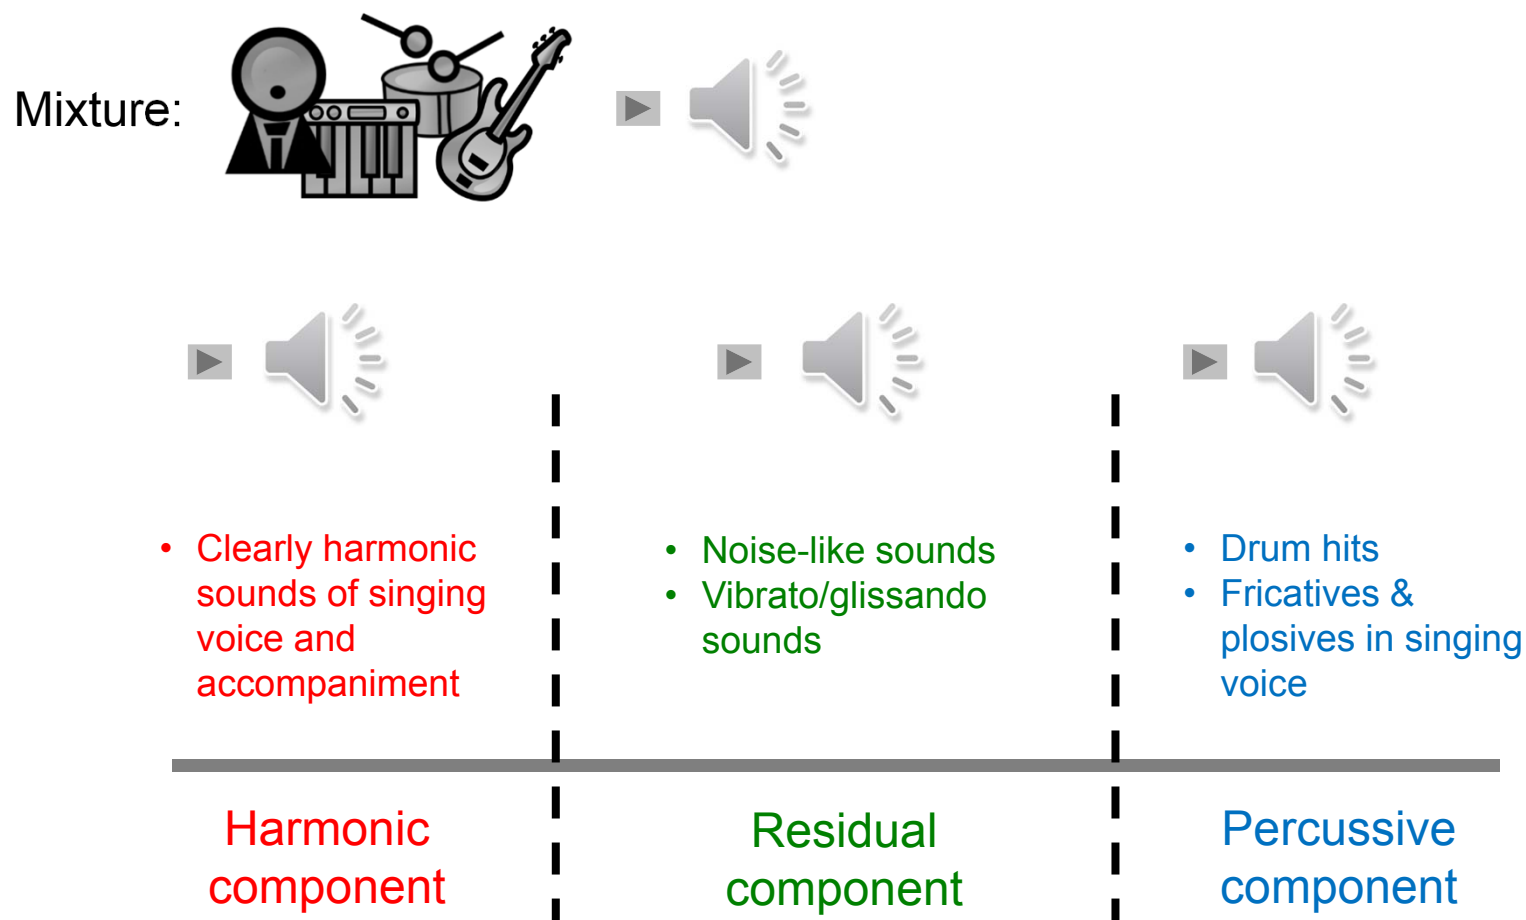 Mixture:
• Clearly harmonic
sounds of singing
voice and
accompaniment
• Noise-like sounds
• Vibrato/glissando
sounds
• Drum hits
• Fricatives &
plosives in singing
voice
Harmonic
component
Residual
component
Percussive
component